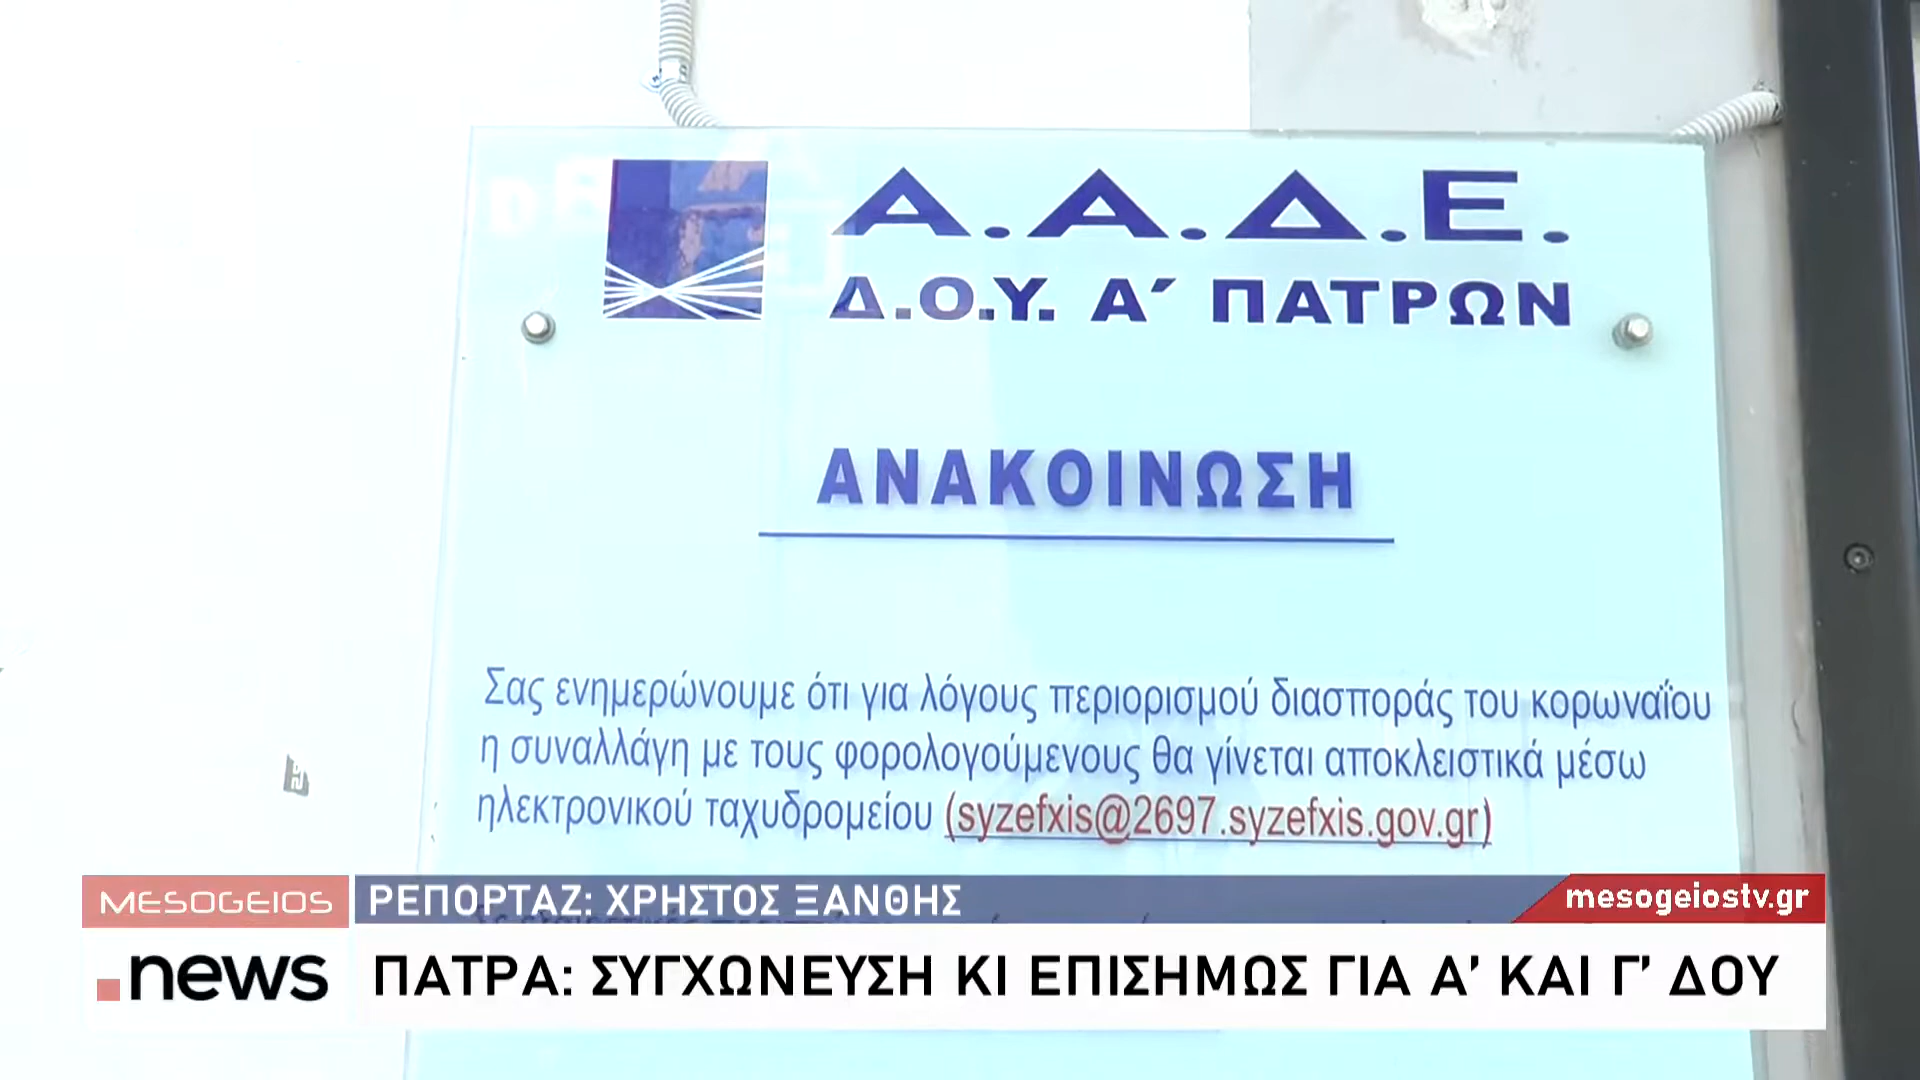 Α.Α.Δ.Ε.
Δ.Ο.Υ. Α΄ ΠΑΤΡΩΝ
ΑΝΑΚΟΙΝΩΣΗ
Σας ενημερώνουμε ότι για λόγους περιορισμού διασποράς του κορωναΐου
η συναλλάγη με τους φορολογούμενους θα γίνεται αποκλειστικά μέσω
ηλεκτρονικού ταχυδρομείου (syzefxis@2697.syzefxis.gov.gr)
MESOGEIOS
ΡΕΠΟΡΤΑΖ: ΧΡΗΣΤΟΣ ΞΑΝΘΗΣ
mesogeiostv.gr
.news
ΠΑΤΡΑ: ΣΥΓΧΩΝΕΥΣΗ ΚΙ ΕΠΙΣΗΜΩΣ ΓΙΑ Α' ΚΑΙ Γ' ΔΟΥ